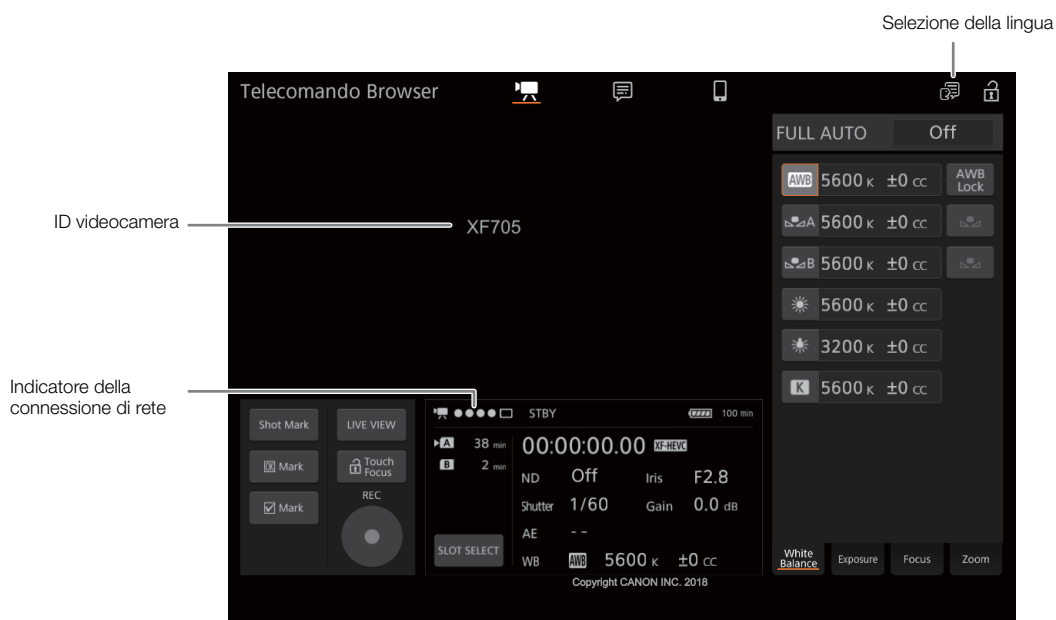 Selezione della lingua
Telecomando Browser
FULL AUTO Off
AWB 5600 K ±0 CC AWB Lock
ID videocamera
XF705
A 5600 K ±0 CC
B 5600 K ±0 CC
5600 K ±0 CC
3200 K ±0 CC
K 5600 K ±0 CC
Indicatore della
connessione di rete
Shot Mark LIVE VIEW
OK Mark Touch Focus
Mark REC
STBY 100 min
A 38 min 00:00:00.00 XF-HEVC
B 2 min
ND Off Iris F2.8
Shutter 1/60 Gain 0.0 dB
AE --
SLOT SELECT
WB AWB 5600 K ±0 CC
White Balance Exposure Focus Zoom
Copyright CANON INC. 2018